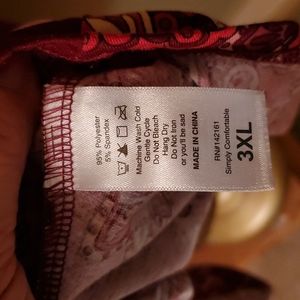 95% Polyester
5% Spandex
Machine Wash Cold
Gentle Cycle
Do Not Bleach
Hang Dry
Do Not Iron
or you'll be sad
MADE IN CHINA
RN#142161
Simply Comfortable
3XL